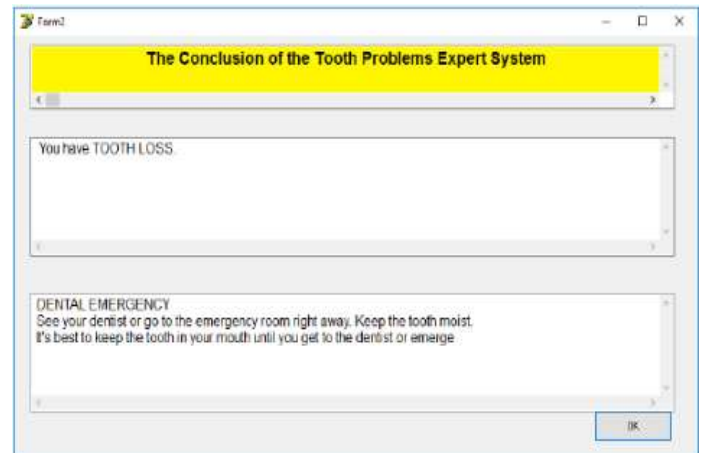 Form2
The Conclusion of the Tooth Problems Expert System
You have TOOTH LOSS.
DENTAL EMERGENCY
See your dentist or go to the emergency room right away. Keep the tooth moist.
It's best to keep the tooth in your mouth until you get to the dentist or emerge
OK